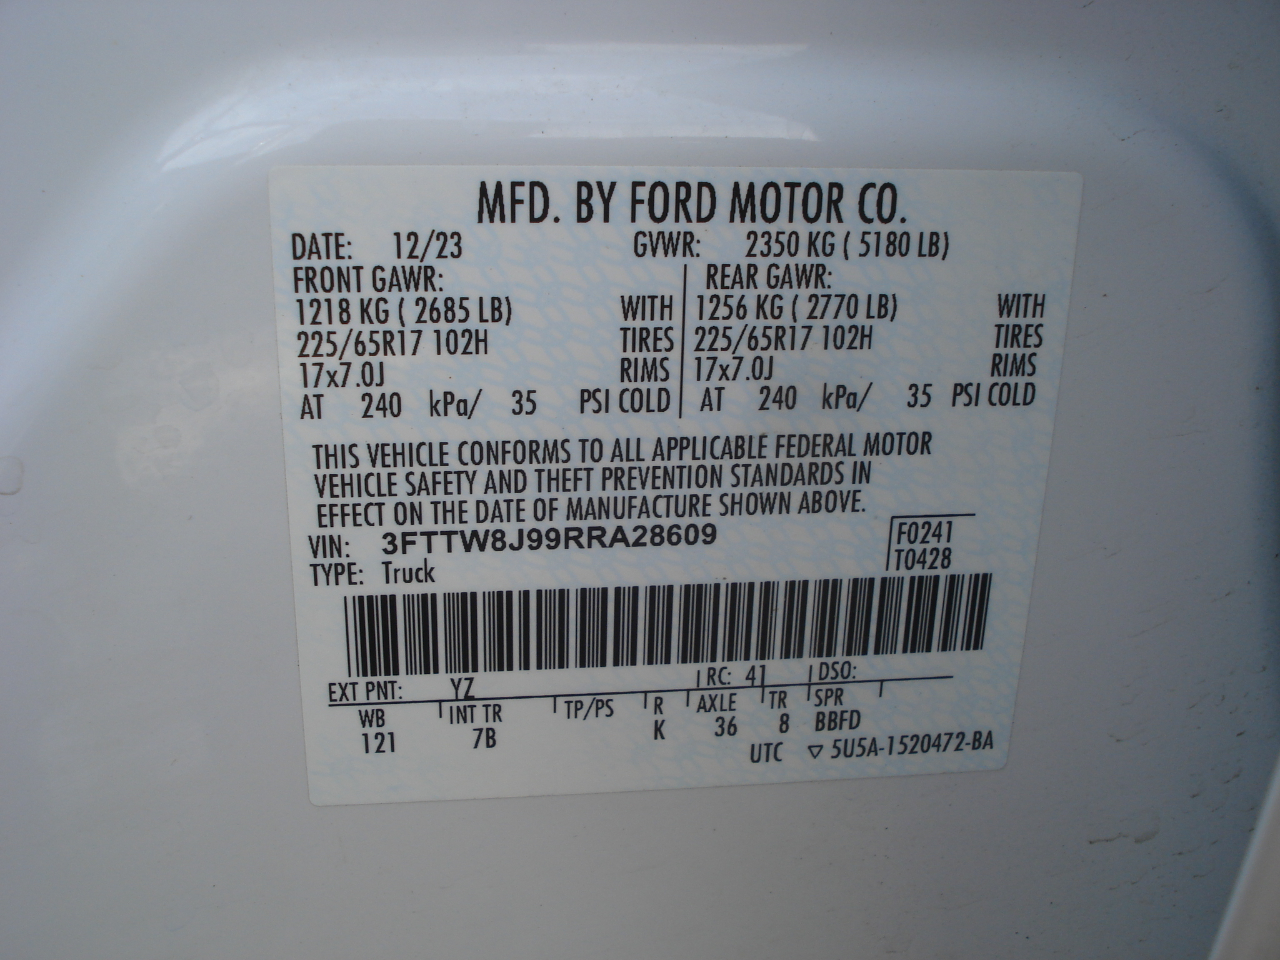 MFD. BY FORD MOTOR CO.
DATE: 12/23 GVWR: 2350 KG ( 5180 LB)
FRONT GAWR: REAR GAWR:
1218 KG ( 2685 LB) WITH 1256 KG ( 2770 LB) WITH
225/65R17 102H TIRES 225/65R17 102H TIRES
17x7.0J RIMS 17x7.0J RIMS
AT 240 kPa/ 35 PSI COLD AT 240 kPa/ 35 PSI COLD
THIS VEHICLE CONFORMS TO ALL APPLICABLE FEDERAL MOTOR
VEHICLE SAFETY AND THEFT PREVENTION STANDARDS IN
EFFECT ON THE DATE OF MANUFACTURE SHOWN ABOVE.
VIN: 3FTTW8J99RRA28609 F0241
TYPE: Truck T0428
EXT PNT: YZ RC: 41 DSO:
WB INT TR TP/PS R AXLE TR SPR
121 7B K 36 8 BBFD
UTC ▽ 5U5A-1520472-BA